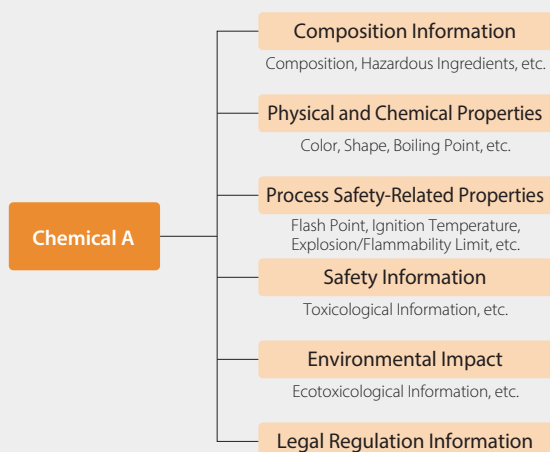 Composition Information
Composition, Hazardous Ingredients, etc.
Physical and Chemical Properties
Color, Shape, Boiling Point, etc.
Process Safety-Related Properties
Flash Point, Ignition Temperature,
Explosion/Flammability Limit, etc.
Chemical A
Safety Information
Toxicological Information, etc.
Environmental Impact
Ecotoxicological Information, etc.
Legal Regulation Information